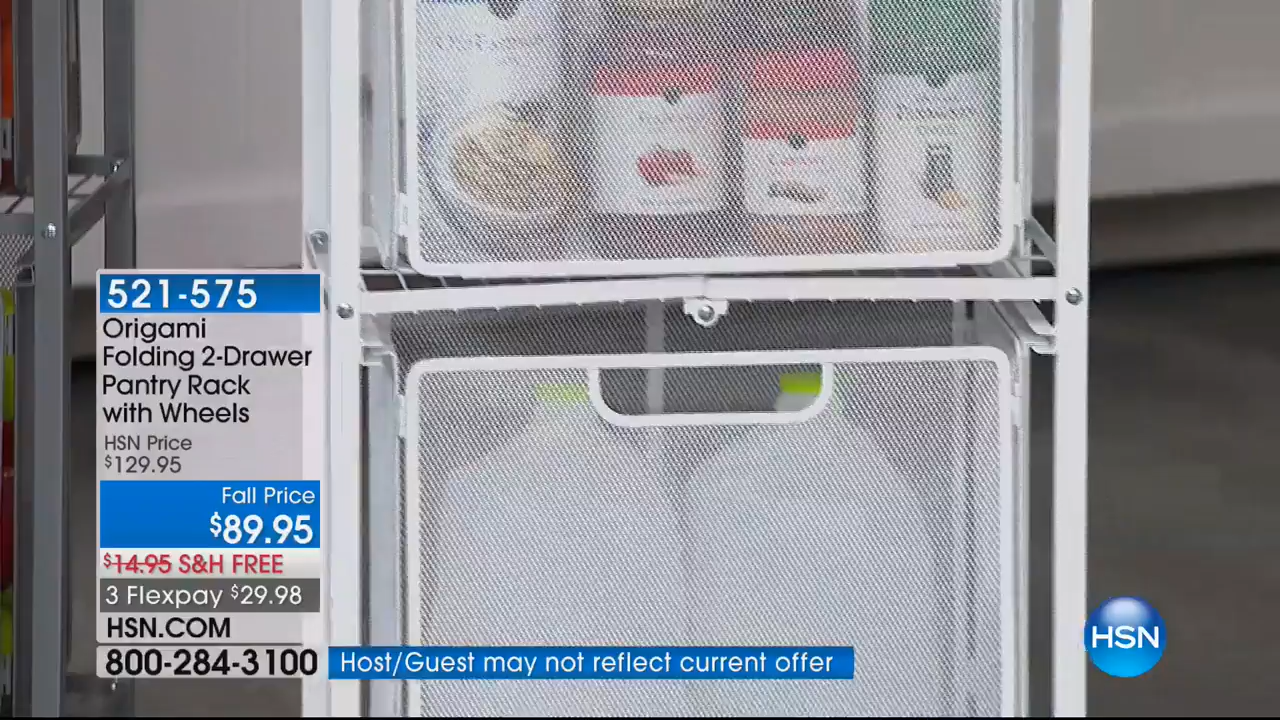 521-575
Origami
Folding 2-Drawer
Pantry Rack
with Wheels
HSN Price
$129.95
Fall Price
$89.95
$14.95 S&H FREE
3 Flexpay $29.98
HSN.COM
800-284-3100
Host/Guest may not reflect current offer
HSN